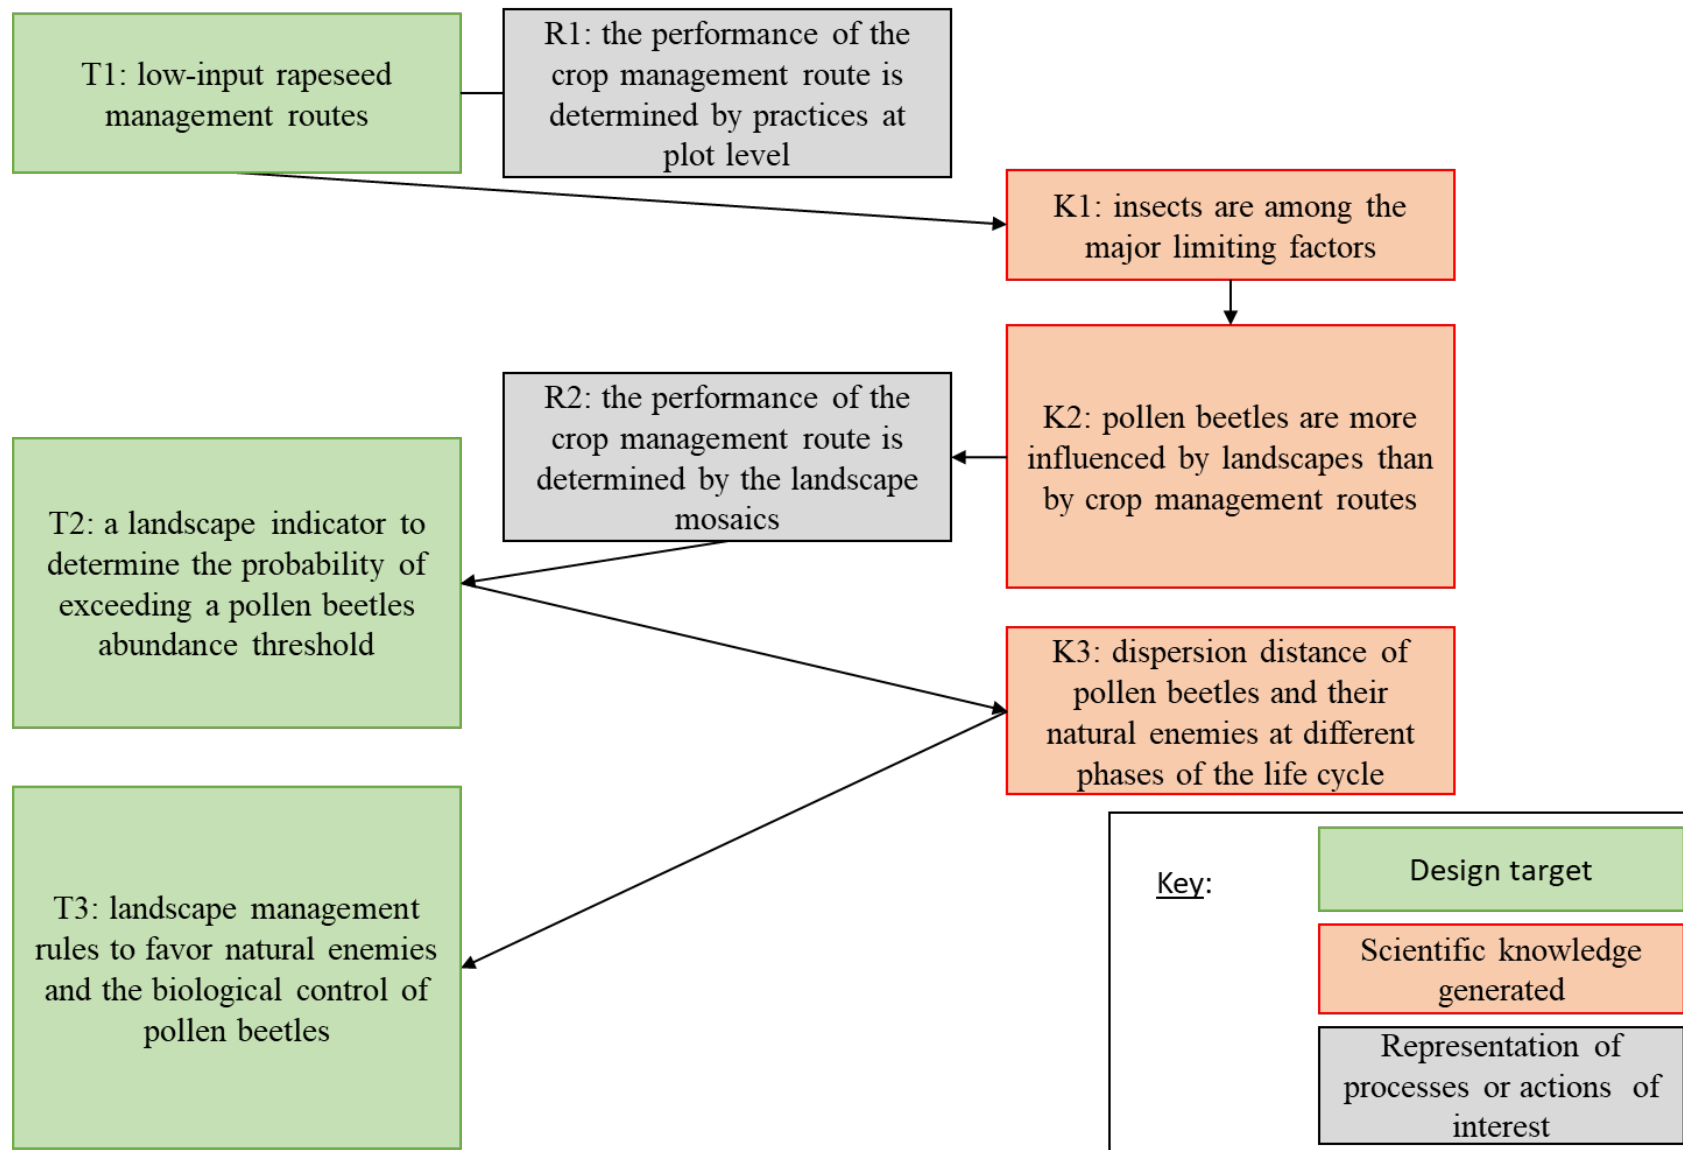 T1: low-input rapeseed
management routes
R1: the performance of the
crop management route is
determined by practices at
plot level
K1: insects are among the
major limiting factors
R2: the performance of the
crop management route is
determined by the landscape
mosaics
K2: pollen beetles are more
influenced by landscapes than
by crop management routes
T2: a landscape indicator to
determine the probability of
exceeding a pollen beetles
abundance threshold
K3: dispersion distance of
pollen beetles and their
natural enemies at different
phases of the life cycle
T3: landscape management
rules to favor natural enemies
and the biological control of
pollen beetles
Key:
Design target
Scientific knowledge
generated
Representation of
processes or actions of
interest